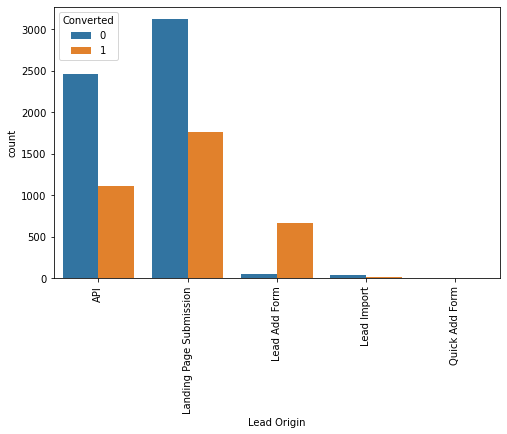 Converted
0
1
3000
2500
2000
1500
1000
500
0
count
API
Landing Page Submission
Lead Add Form
Lead Import
Quick Add Form
Lead Origin